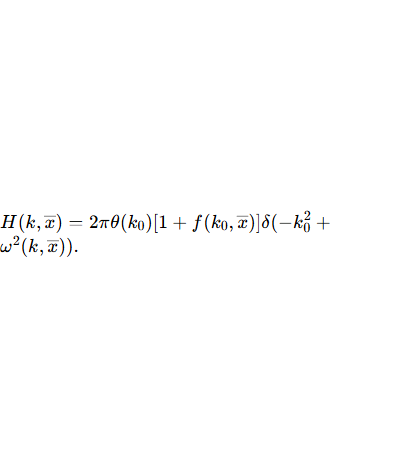 H(k, x̅) = 2πθ(k₀)[1 + f(k₀, x̅)]δ(−k₀² +
ω²(k, x̅)).